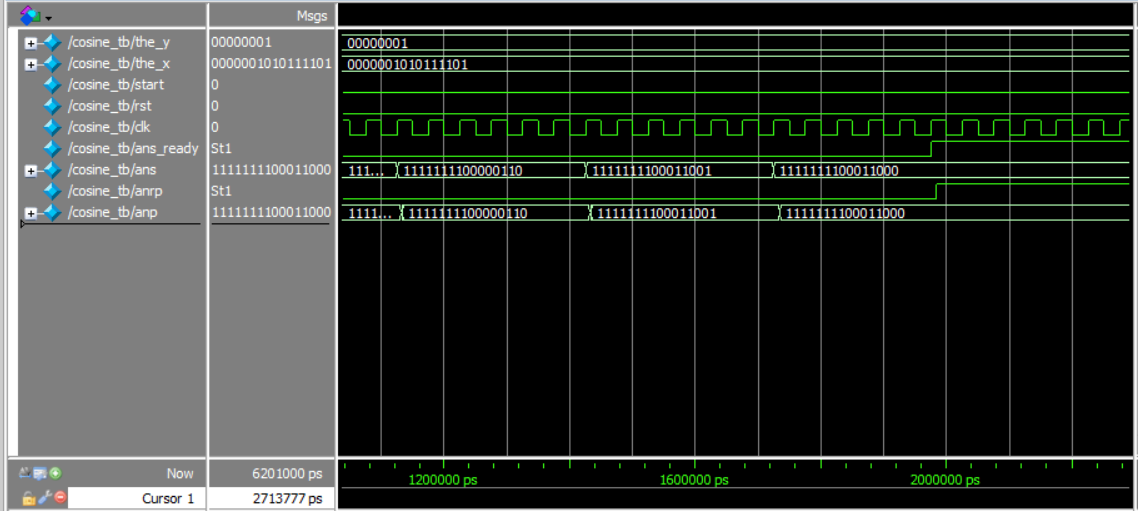 Msgs
/cosine_tb/the_y 00000001 00000001
/cosine_tb/the_x 0000001010111101 0000001010111101
/cosine_tb/start 0
/cosine_tb/rst 0
/cosine_tb/clk 0
/cosine_tb/ans_ready St1
/cosine_tb/ans 1111111100011000 111... 1111111100000110 1111111100011001 1111111100011000
/cosine_tb/anrp St1
/cosine_tb/anp 1111111100011000 1111... 1111111100000110 1111111100011001 1111111100011000
Now 6201000 ps 1200000 ps 1600000 ps 2000000 ps
Cursor 1 2713777 ps